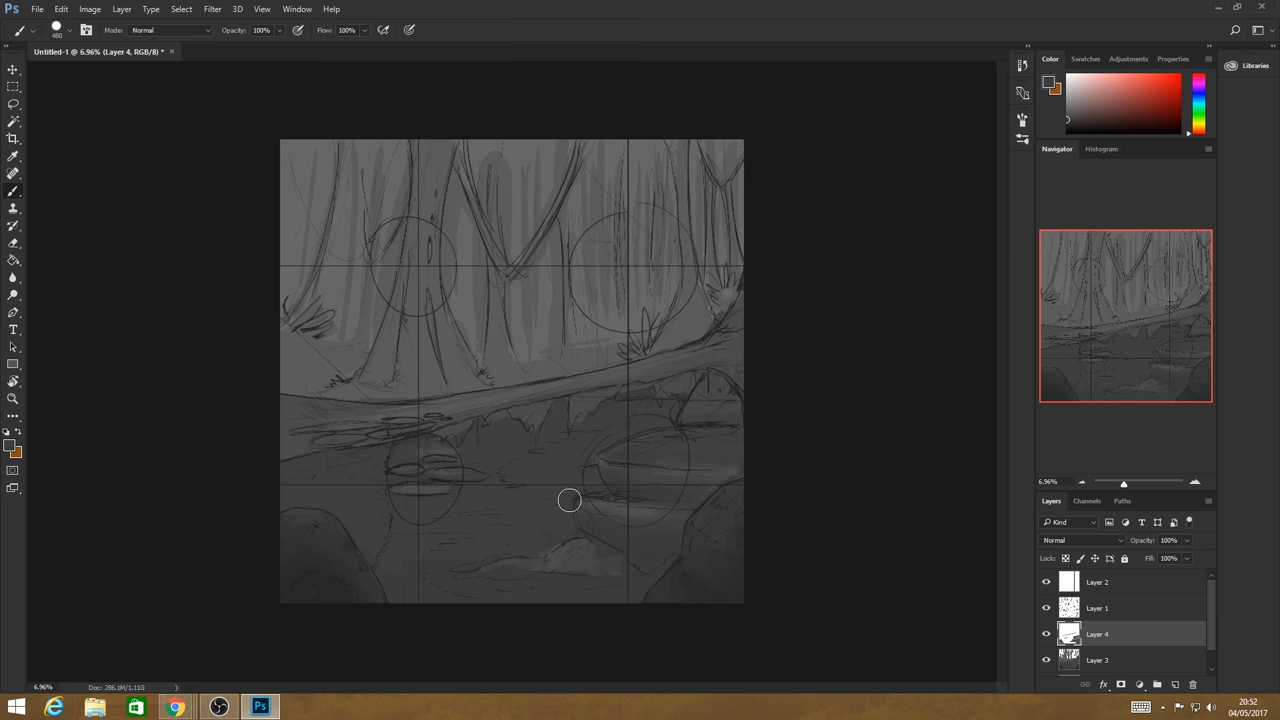 Ps File Edit Image Layer Type Select Filter 3D View Window Help
480 Mode: Normal Opacity: 100% Flow: 100%
Untitled-1 @ 6.96% (Layer 4, RGB/8) * ×
Color Swatches Adjustments Properties
Libraries
Navigator Histogram
6.96%
Layers Channels Paths
Kind
Normal Opacity: 100%
Lock: Fill: 100%
Layer 2
Layer 1
Layer 4
Layer 3
6.96% Doc: 286.1M/1.11G
Ps
20:52
04/05/2017